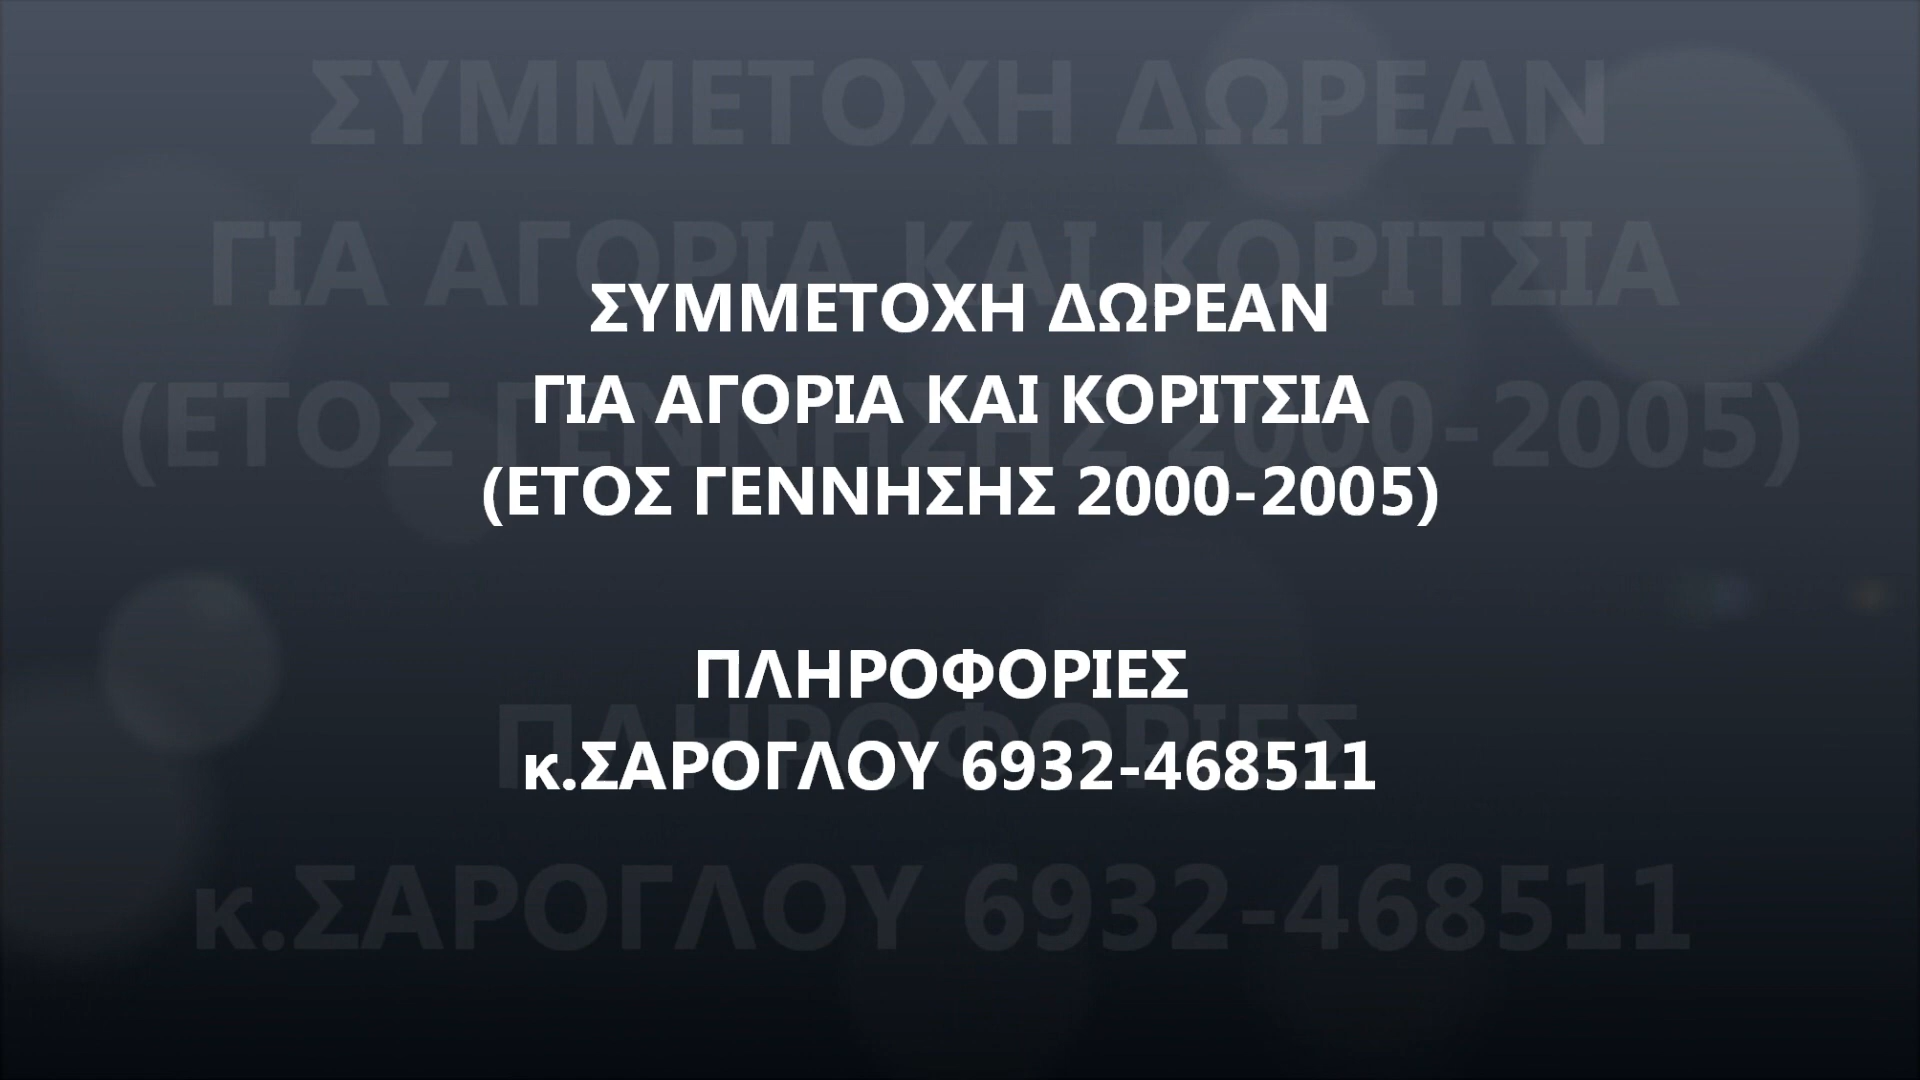 ΣΥΜΜΕΤΟΧΗ ΔΩΡΕΑΝ
ΓΙΑ ΑΓΟΡΙΑ ΚΑΙ ΚΟΡΙΤΣΙΑ
(ΕΤΟΣ ΓΕΝΝΗΣΗΣ 2000-2005)
ΠΛΗΡΟΦΟΡΙΕΣ
κ.ΣΑΡΟΓΛΟΥ 6932-468511